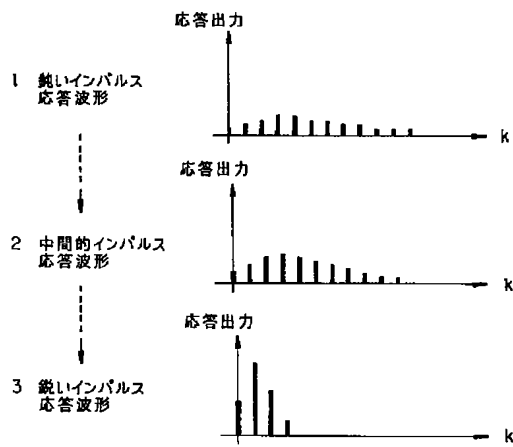 応答出力
1 鈍いインパルス
応答波形
k
応答出力
2 中間的インパルス
応答波形
k
応答出力
3 鋭いインパルス
応答波形
k